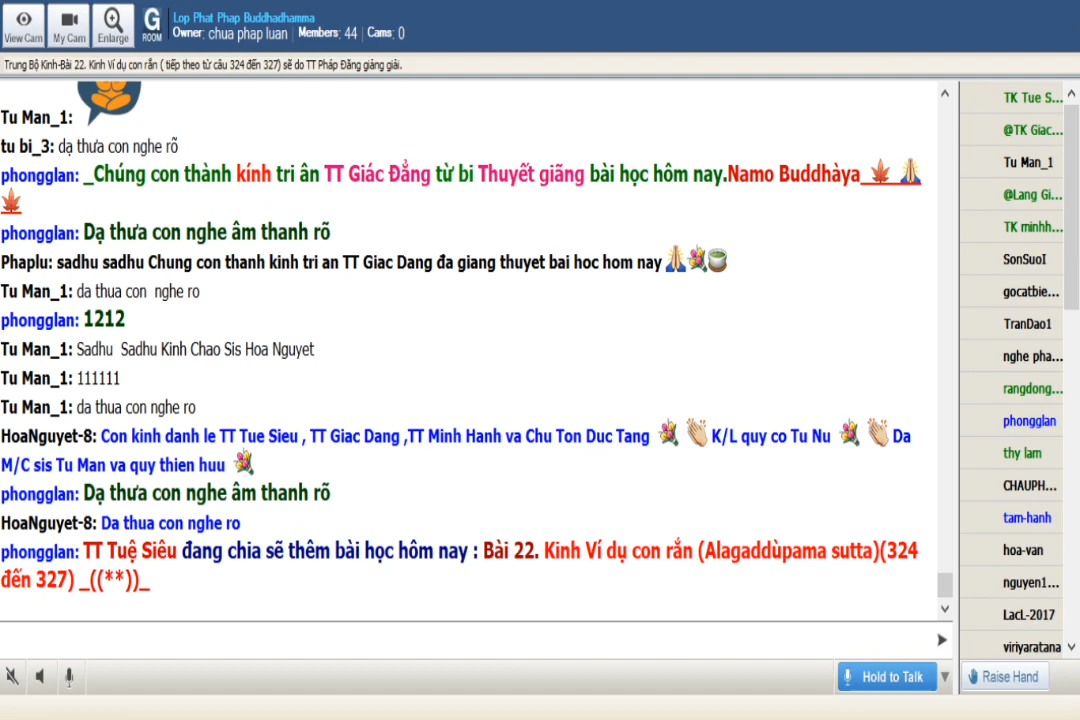 Lop Phat Phap Buddhadhamma
Owner: chua phap luan | Members: 44 | Cams: 0
View Cam My Cam Enlarge G ROOM
Trung Bộ Kinh-Bài 22. Kinh Ví dụ con rắn ( tiếp theo từ câu 324 đến 327) sẽ do TT Pháp Đăng giảng giải.
Tu Man_1:
tu bi_3: dạ thưa con nghe rõ
phongglan: _Chúng con thành kính tri ân TT Giác Đẳng từ bi Thuyết giãng bài học hôm nay.Namo Buddhàya_
phongglan: Dạ thưa con nghe âm thanh rõ
Phaplu: sadhu sadhu Chung con thanh kinh tri an TT Giac Dang đa giang thuyet bai hoc hom nay
Tu Man_1: da thua con nghe ro
phongglan: 1212
Tu Man_1: Sadhu Sadhu Kinh Chao Sis Hoa Nguyet
Tu Man_1: 111111
Tu Man_1: da thua con nghe ro
HoaNguyet-8: Con kinh danh le TT Tue Sieu , TT Giac Dang ,TT Minh Hanh va Chu Ton Duc Tang K/L quy co Tu Nu Da
M/C sis Tu Man va quy thien huu
phongglan: Dạ thưa con nghe âm thanh rõ
HoaNguyet-8: Da thua con nghe ro
phongglan: TT Tuệ Siêu đang chia sẽ thêm bài học hôm nay : Bài 22. Kinh Ví dụ con rắn (Alagaddùpama sutta)(324
đến 327) _((**))_
TK Tue S...
@TK Giac...
Tu Man_1
@Lang Gi...
TK minhh...
SonSuoI
gocatbie...
TranDao1
nghe pha...
rangdong...
phongglan
thy lam
CHAUPH...
tam-hanh
hoa-van
nguyen1...
LacL-2017
viriyaratana
Hold to Talk
Raise Hand